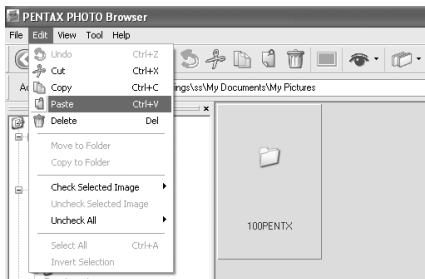 PENTAX PHOTO Browser
File Edit View Tool Help
Undo Ctrl+Z
Cut Ctrl+X
Copy Ctrl+C
Paste Ctrl+V
Delete Del
Move to Folder
Copy to Folder
Check Selected Image
Uncheck Selected Image
Uncheck All
Select All Ctrl+A
Invert Selection
ngs\ss\My Documents\My Pictures
100PENTX